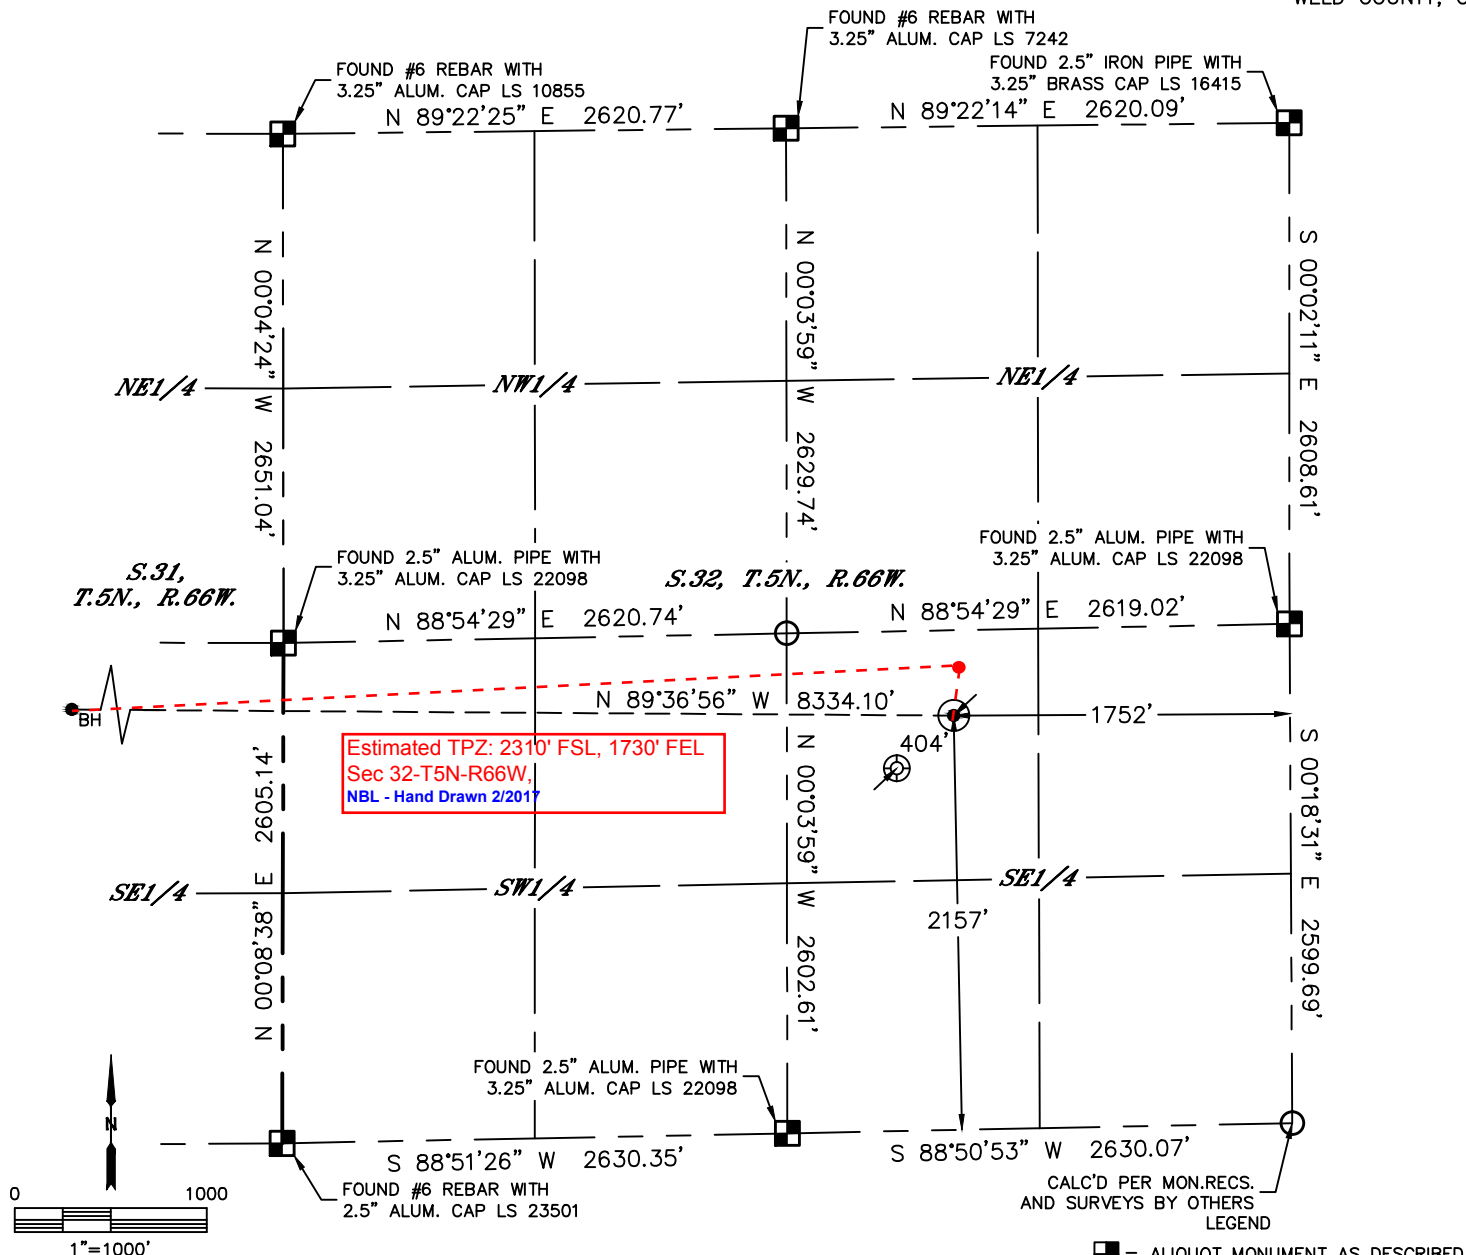 WELD COUNTY, C
FOUND #6 REBAR WITH
3.25" ALUM. CAP LS 7242
FOUND #6 REBAR WITH
3.25" ALUM. CAP LS 10855
FOUND 2.5" IRON PIPE WITH
3.25" BRASS CAP LS 16415
N 89°22'25" E 2620.77'
N 89°22'14" E 2620.09'
N 00°04'24" W 2651.04'
N 00°03'59" W 2629.74'
S 00°02'11" E 2608.61'
NE1/4
NW1/4
NE1/4
FOUND 2.5" ALUM. PIPE WITH
3.25" ALUM. CAP LS 22098
FOUND 2.5" ALUM. PIPE WITH
3.25" ALUM. CAP LS 22098
S.31,
T.5N., R.66W.
S.32, T.5N., R.66W.
N 88°54'29" E 2620.74'
N 88°54'29" E 2619.02'
BH
N 89°36'56" W 8334.10'
1752'
404'
Estimated TPZ: 2310' FSL, 1730' FEL
Sec 32-T5N-R66W,
NBL - Hand Drawn 2/2017
N 00°08'38" E 2605.14'
N 00°03'59" W 2602.61'
S 00°18'31" E 2599.69'
SE1/4
SW1/4
SE1/4
2157'
FOUND 2.5" ALUM. PIPE WITH
3.25" ALUM. CAP LS 22098
N
S 88°51'26" W 2630.35'
S 88°50'53" W 2630.07'
FOUND #6 REBAR WITH
2.5" ALUM. CAP LS 23501
CALC'D PER MON.RECS.
AND SURVEYS BY OTHERS
0 1000
1"=1000'
LEGEND
= ALIQUOT MONUMENT AS DESCRIBED